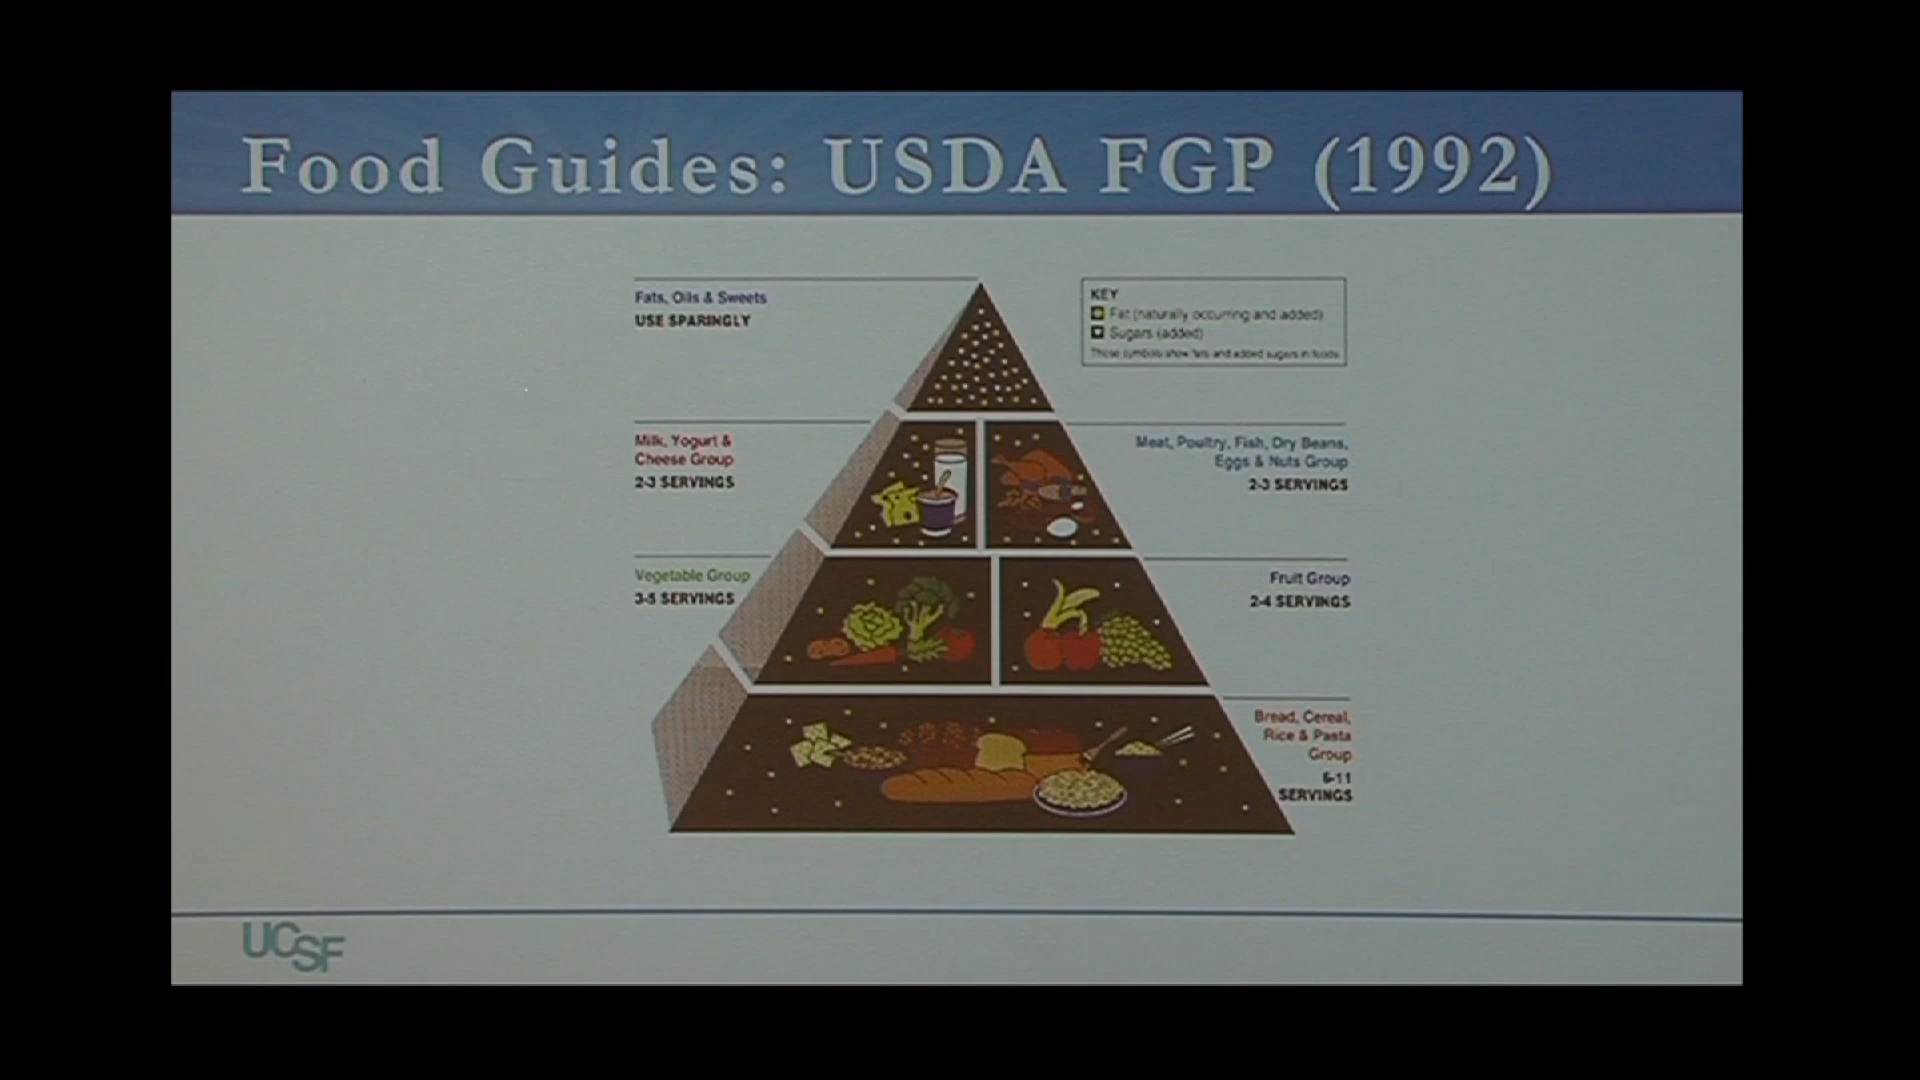 Food Guides: USDA FGP (1992)
Fats, Oils & Sweets
USE SPARINGLY
KEY
Fat (naturally occurring and added)
Sugars (added)
These symbols show fats and added sugars in foods.
Milk, Yogurt &
Cheese Group
2-3 SERVINGS
Meat, Poultry, Fish, Dry Beans,
Eggs & Nuts Group
2-3 SERVINGS
Vegetable Group
3-5 SERVINGS
Fruit Group
2-4 SERVINGS
Bread, Cereal,
Rice & Pasta
Group
6-11
SERVINGS
UCSF